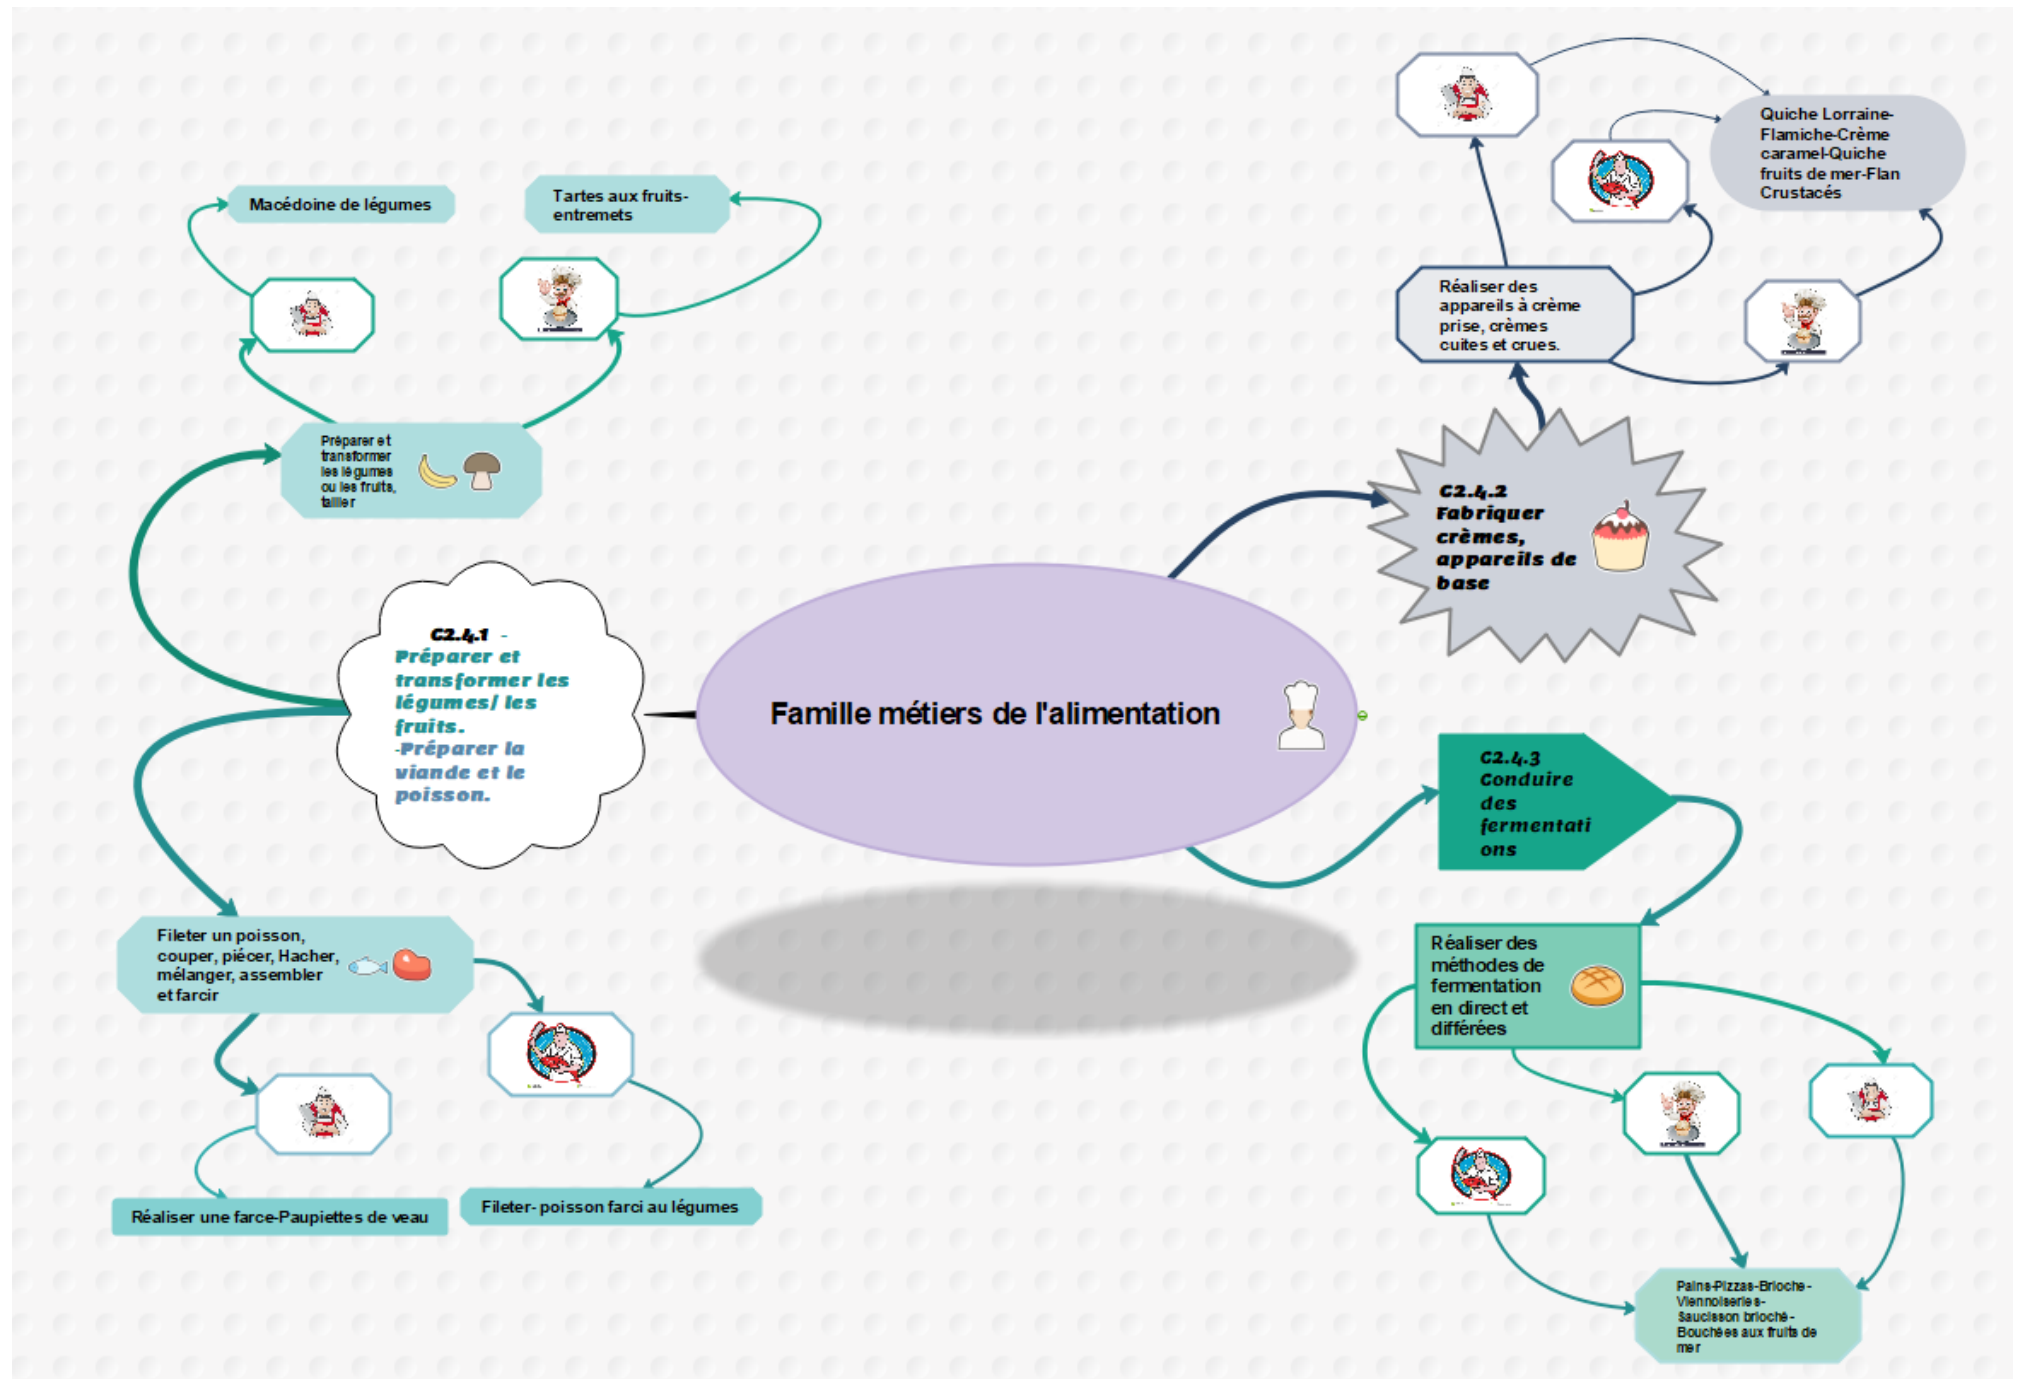 Macédoine de légumes
Tartes aux fruits-
entremets
Préparer et
transformer
les légumes
ou les fruits,
tailler
C2.4.1 -
Préparer et
transformer les
légumes/ les
fruits.
-Préparer la
viande et le
poisson.
Fileter un poisson,
couper, piécer, Hacher,
mélanger, assembler
et farcir
Réaliser une farce-Paupiettes de veau
Fileter- poisson farci au légumes
Famille métiers de l'alimentation
Quiche Lorraine-
Flamiche-Crème
caramel-Quiche
fruits de mer-Flan
Crustacés
Réaliser des
appareils à crème
prise, crèmes
cuites et crues.
C2.4.2
Fabriquer
crèmes,
appareils de
base
C2.4.3
Conduire
des
fermentati
ons
Réaliser des
méthodes de
fermentation
en direct et
différées
Pains-Pizzas-Brioche-
Viennoiseries-
Saucisson brioché-
Bouchées aux fruits de
mer